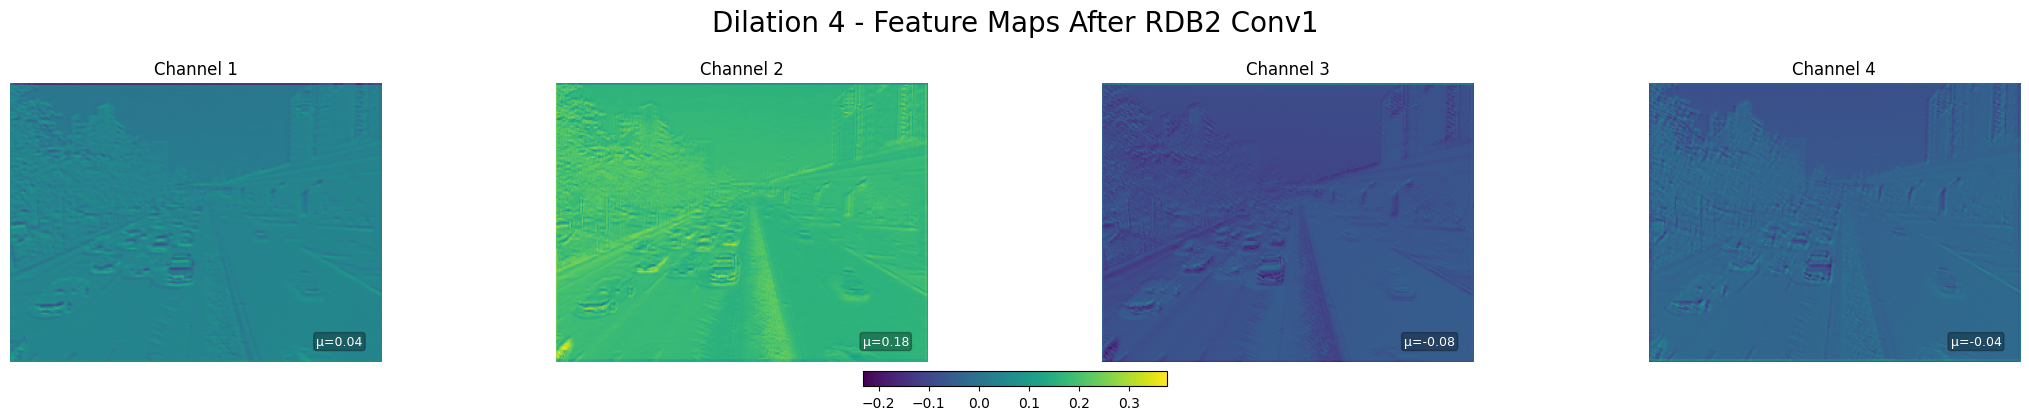 Dilation 4 - Feature Maps After RDB2 Conv1
Channel 1
Channel 2
Channel 3
Channel 4
μ=0.04
μ=0.18
μ=-0.08
μ=-0.04
−0.2 −0.1 0.0 0.1 0.2 0.3